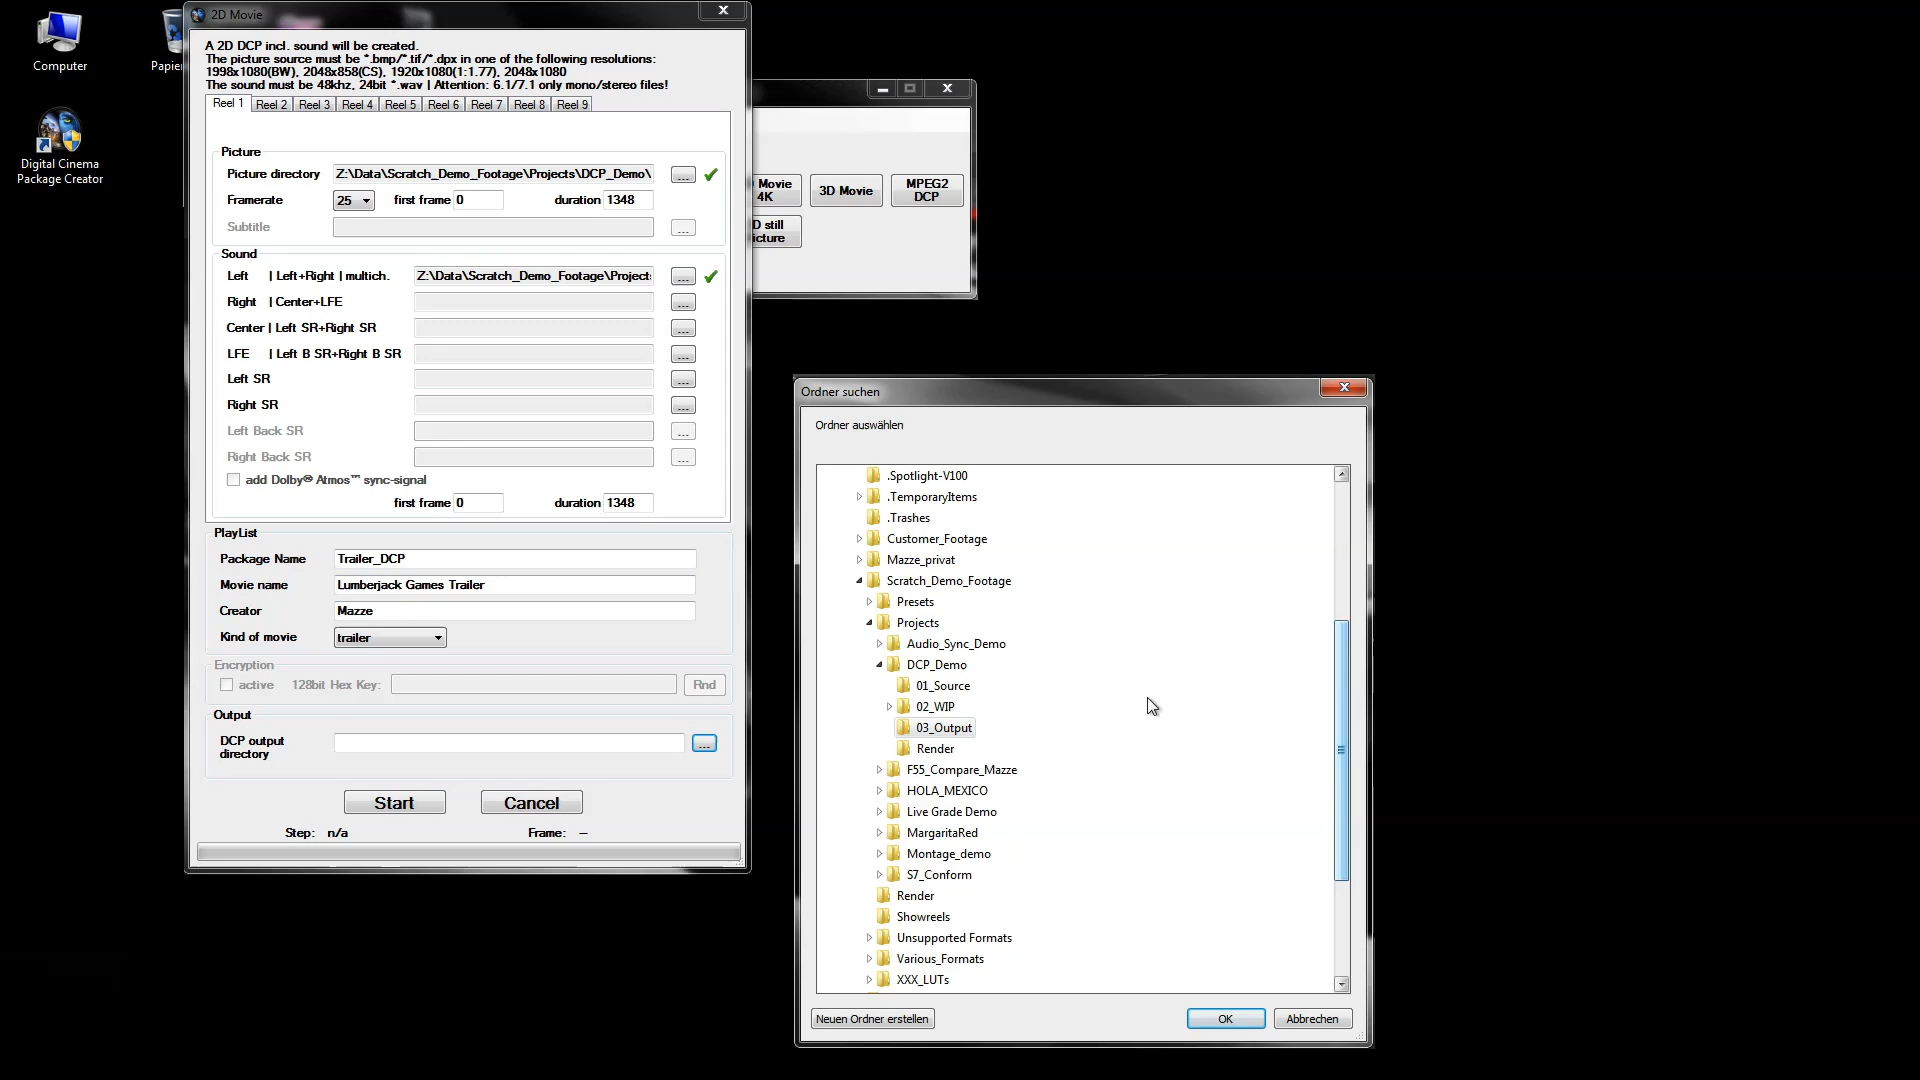 Computer
Papier
Digital Cinema
Package Creator
2D Movie
A 2D DCP incl. sound will be created.
The picture source must be *.bmp/*.tif/*.dpx in one of the following resolutions:
1998x1080(BW), 2048x858(CS), 1920x1080(1:1.77), 2048x1080
The sound must be 48khz, 24bit *.wav | Attention: 6.1/7.1 only mono/stereo files!
Reel 1 Reel 2 Reel 3 Reel 4 Reel 5 Reel 6 Reel 7 Reel 8 Reel 9
Picture
Picture directory Z:\Data\Scratch_Demo_Footage\Projects\DCP_Demo\ ...
Framerate 25 first frame 0 duration 1348
Subtitle ...
Sound
Left | Left+Right | multich. Z:\Data\Scratch_Demo_Footage\Project: ...
Right | Center+LFE ...
Center | Left SR+Right SR ...
LFE | Left B SR+Right B SR ...
Left SR ...
Right SR ...
Left Back SR ...
Right Back SR ...
add Dolby® Atmos™ sync-signal
first frame 0 duration 1348
PlayList
Package Name Trailer_DCP
Movie name Lumberjack Games Trailer
Creator Mazze
Kind of movie trailer
Encryption
active 128bit Hex Key: Rnd
Output
DCP output
directory ...
Start Cancel
Step: n/a Frame: --
Movie
4K
3D Movie
MPEG2
DCP
D still
icture
Ordner suchen
Ordner auswählen
.Spotlight-V100
.TemporaryItems
.Trashes
Customer_Footage
Mazze_privat
Scratch_Demo_Footage
Presets
Projects
Audio_Sync_Demo
DCP_Demo
01_Source
02_WIP
03_Output
Render
F55_Compare_Mazze
HOLA_MEXICO
Live Grade Demo
MargaritaRed
Montage_demo
S7_Conform
Render
Showreels
Unsupported Formats
Various_Formats
XXX_LUTs
Neuen Ordner erstellen OK Abbrechen